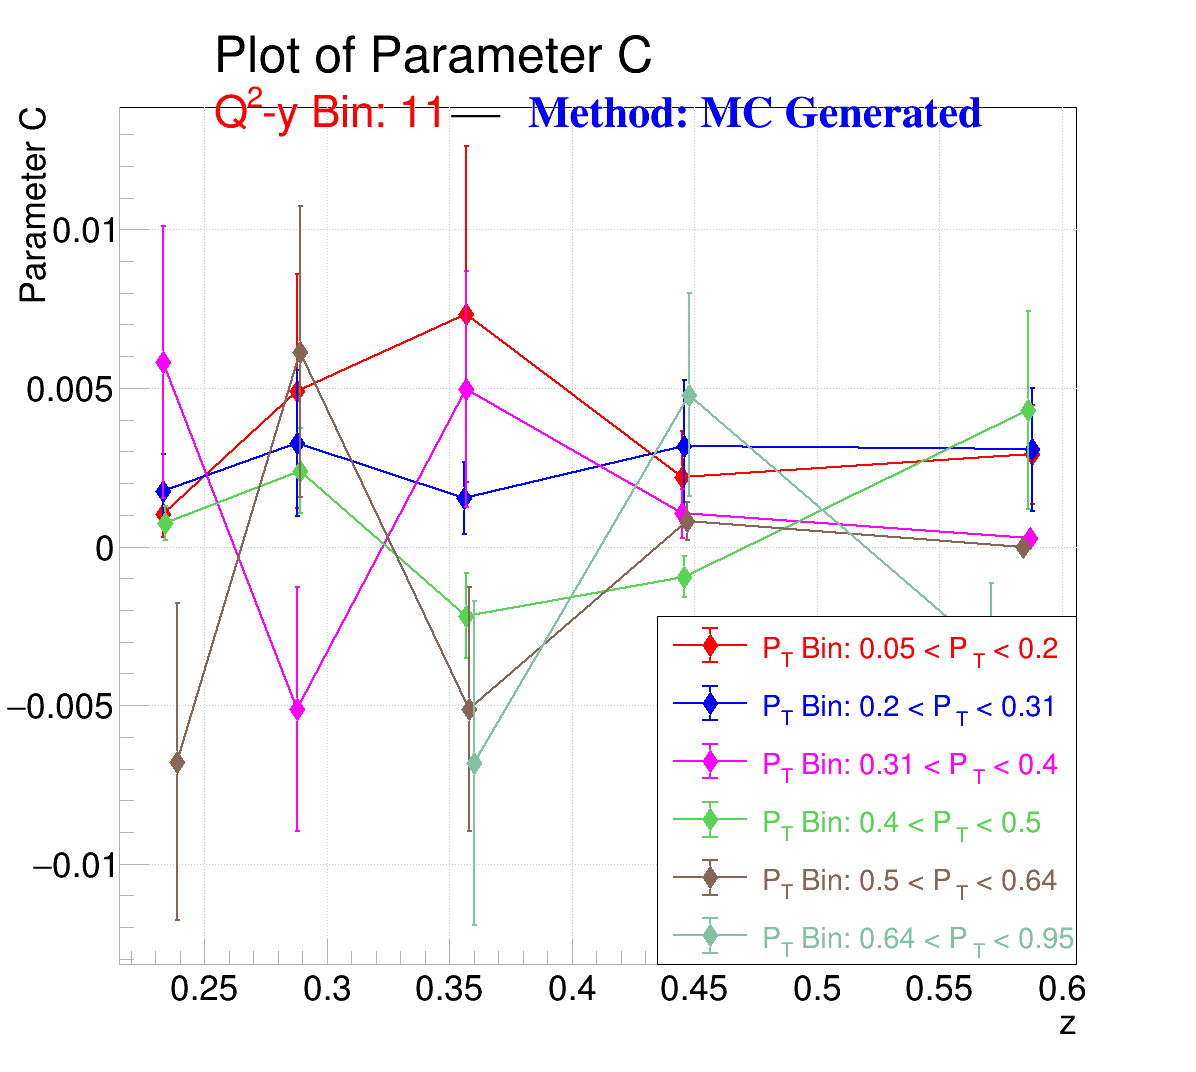 Plot of Parameter C
Q2-y Bin: 11 — Method: MC Generated
Parameter C
0.01
0.005
0
−0.005
−0.01
PT Bin: 0.05 < PT < 0.2
PT Bin: 0.2 < PT < 0.31
PT Bin: 0.31 < PT < 0.4
PT Bin: 0.4 < PT < 0.5
PT Bin: 0.5 < PT < 0.64
PT Bin: 0.64 < PT < 0.95
0.25 0.3 0.35 0.4 0.45 0.5 0.55 0.6
z